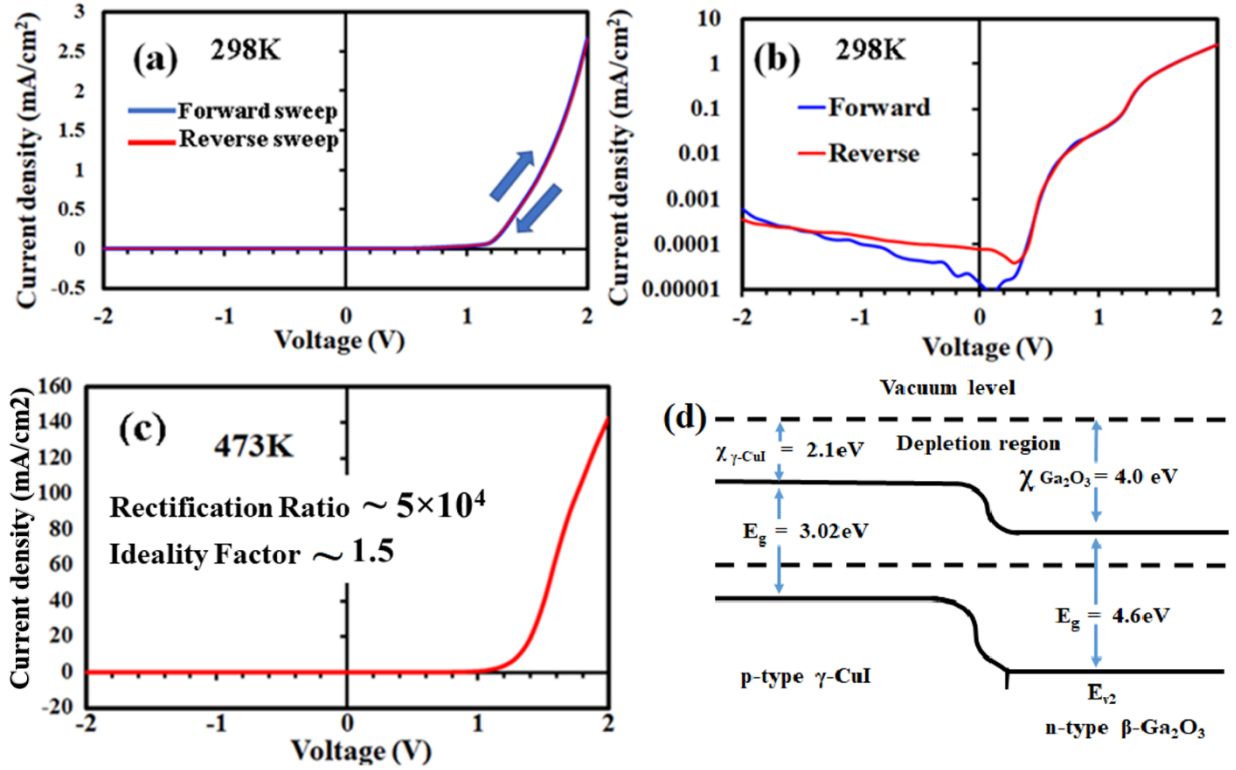 (a) 298K
Forward sweep
Reverse sweep
Current density (mA/cm²)
3
2.5
2
1.5
1
0.5
0
-0.5
-2 -1 0 1 2
Voltage (V)
(b) 298K
Forward
Reverse
Current density (mA/cm²)
10
1
0.1
0.01
0.001
0.0001
0.00001
-2 -1 0 1 2
Voltage (V)
(c) 473K
Rectification Ratio ~ 5×10⁴
Ideality Factor ~ 1.5
Current density (mA/cm2)
160
140
120
100
80
60
40
20
0
-20
-2 -1 0 1 2
Voltage (V)
(d)
Vacuum level
Depletion region
χ γ-CuI = 2.1eV
χ Ga₂O₃ = 4.0 eV
E_g = 3.02eV
E_g = 4.6eV
p-type γ-CuI
E_v2
n-type β-Ga₂O₃